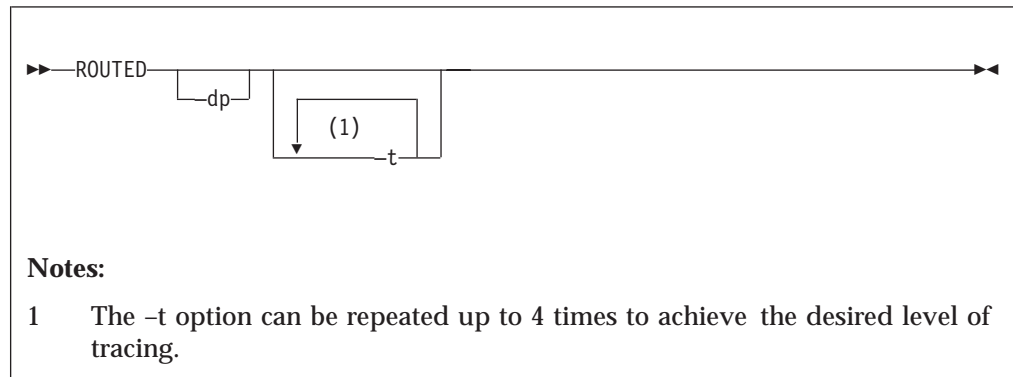 ►►—ROUTED—
—dp—
(1)
—t—
►◄
Notes:
1 The –t option can be repeated up to 4 times to achieve the desired level of
tracing.